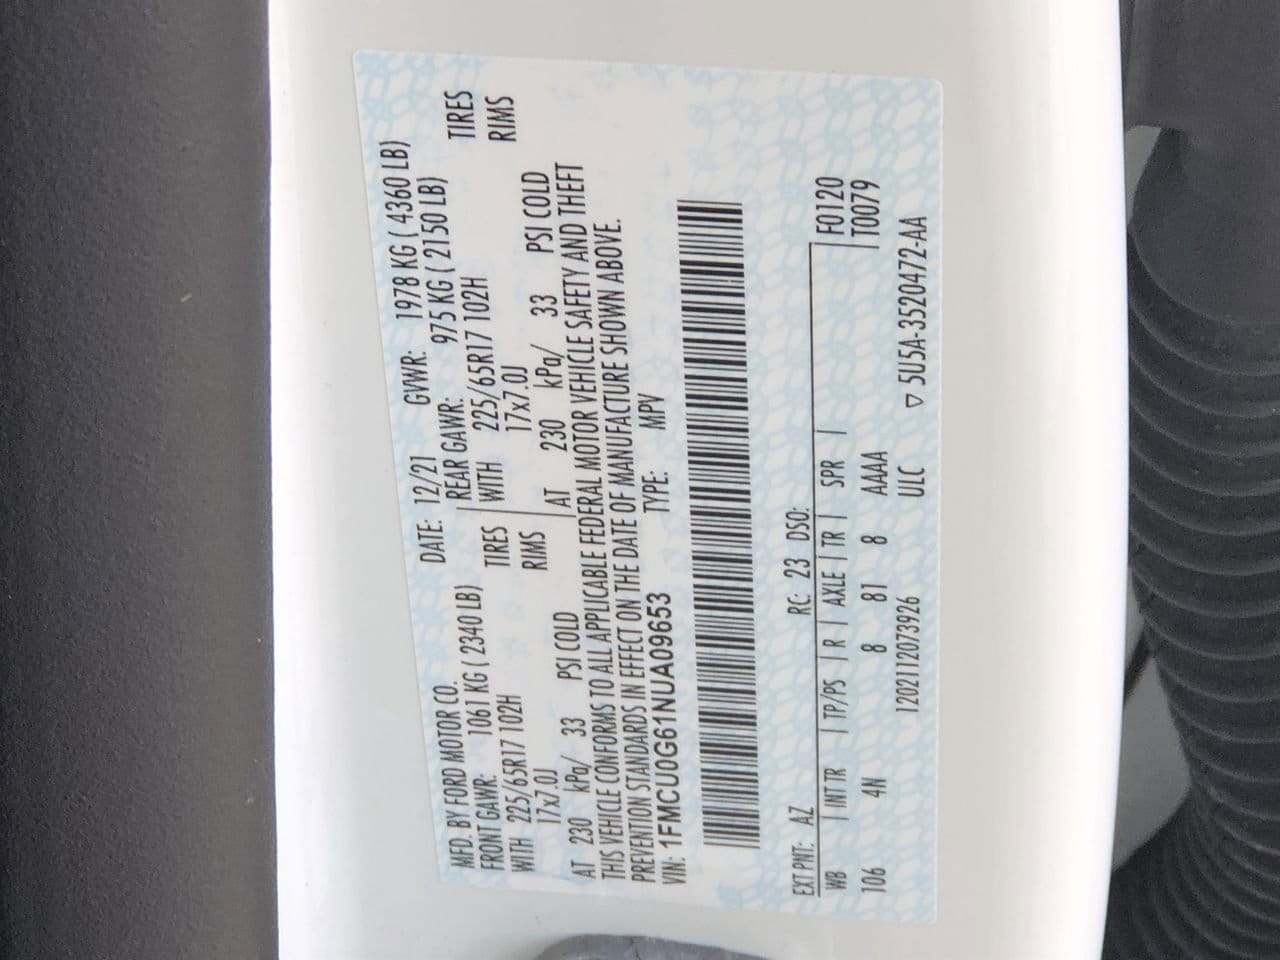 MFD. BY FORD MOTOR CO. DATE: 12/21 GVWR: 1978 KG ( 4360 LB)
FRONT GAWR: 1061 KG ( 2340 LB) REAR GAWR: 975 KG ( 2150 LB)
WITH 225/65R17 102H TIRES WITH 225/65R17 102H TIRES
17x7.0J RIMS 17x7.0J RIMS
AT 230 kPa/ 33 PSI COLD AT 230 kPa/ 33 PSI COLD
THIS VEHICLE CONFORMS TO ALL APPLICABLE FEDERAL MOTOR VEHICLE SAFETY AND THEFT
PREVENTION STANDARDS IN EFFECT ON THE DATE OF MANUFACTURE SHOWN ABOVE.
VIN: 1FMCU0G61NUA09653 TYPE: MPV
EXT PNT: AZ RC: 23 DSO:
WB | INT TR | TP/PS | R | AXLE | TR | SPR | F0120
106 4N 8 81 8 AAAA T0079
1202112073926 ULC ▽ 5U5A-3520472-AA